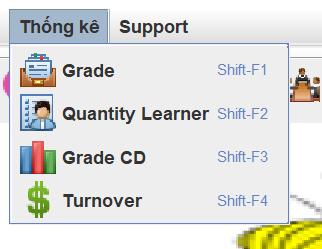 Thống kê Support
Grade Shift-F1
Quantity Learner Shift-F2
Grade CD Shift-F3
Turnover Shift-F4